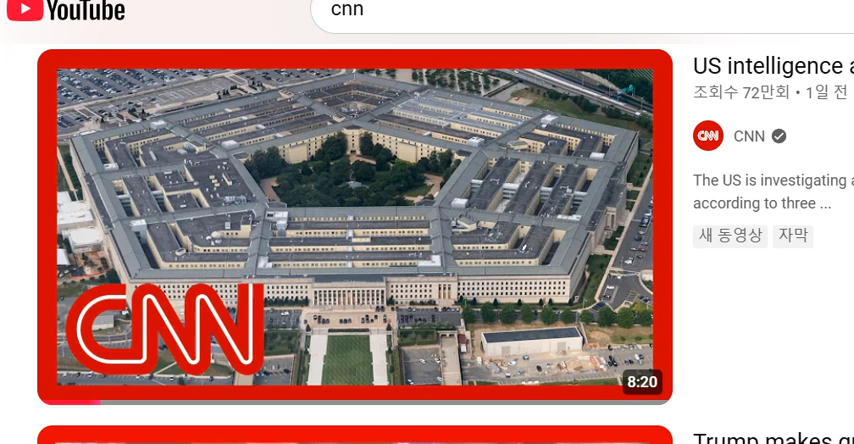 YouTube
cnn
CNN
8:20
US intelligence
조회수 72만회 • 1일 전
CNN
CNN
The US is investigating
according to three ...
새 동영상
자막
Trump makes